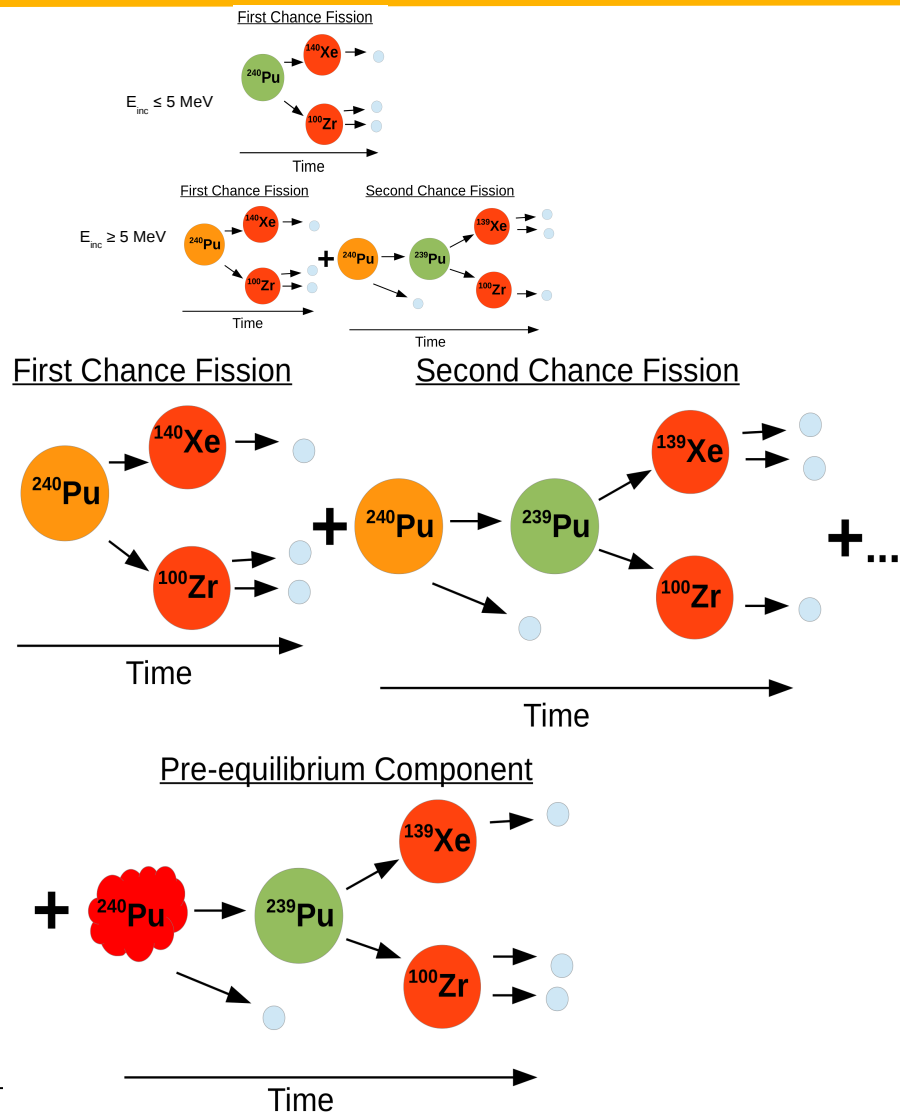 First Chance Fission
¹⁴⁰Xe
²⁴⁰Pu
E_inc ≤ 5 MeV
¹⁰⁰Zr
Time
First Chance Fission
Second Chance Fission
¹⁴⁰Xe
¹³⁹Xe
E_inc ≥ 5 MeV
²⁴⁰Pu
+
²⁴⁰Pu
²³⁹Pu
¹⁰⁰Zr
¹⁰⁰Zr
Time
Time
First Chance Fission
Second Chance Fission
¹⁴⁰Xe
¹³⁹Xe
²⁴⁰Pu
+
²⁴⁰Pu
²³⁹Pu
+...
¹⁰⁰Zr
¹⁰⁰Zr
Time
Time
Pre-equilibrium Component
¹³⁹Xe
+
²⁴⁰Pu
²³⁹Pu
¹⁰⁰Zr
Time